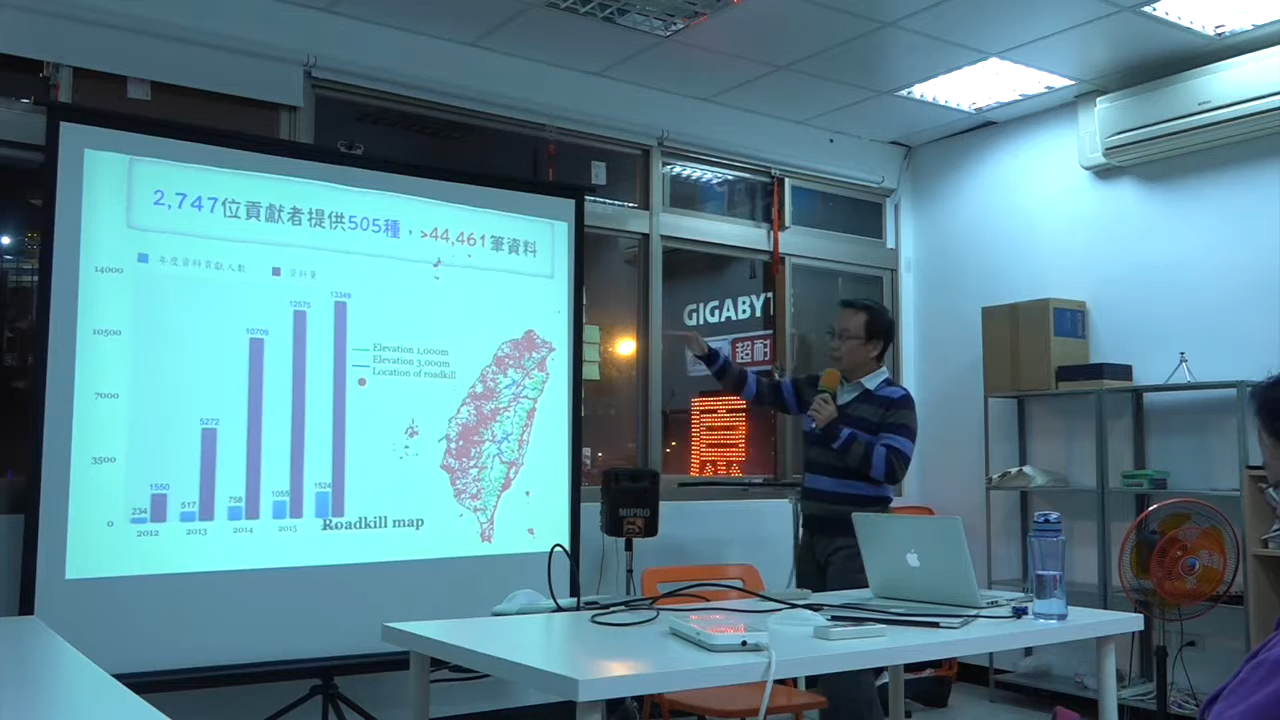 2,747位貢獻者提供505種，>44,461筆資料
年度資料貢獻人數
資料量
14000
10500
7000
3500
0
234
1550
517
5272
758
10709
1055
12575
1524
13349
2012
2013
2014
2015
Elevation 1,000m
Elevation 3,000m
Location of roadkill
Roadkill map
GIGABYT
超耐
MIPRO